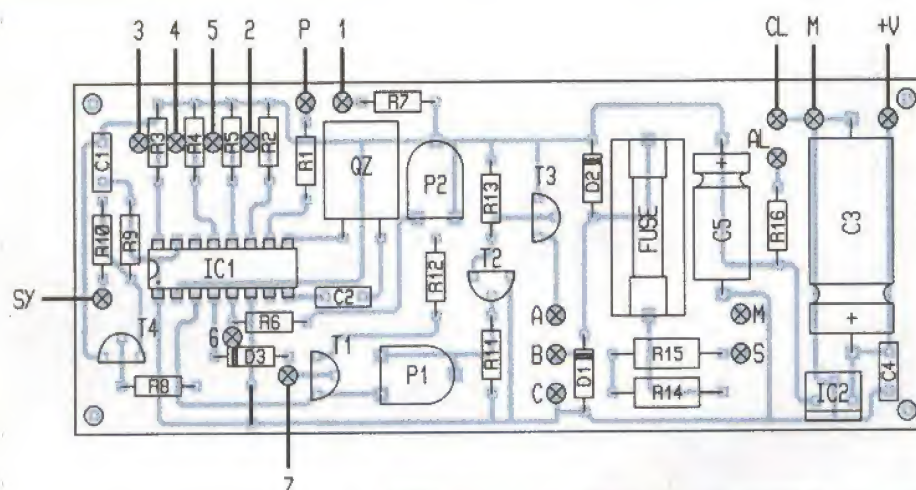 3 4 5 2 P 1 CL M +V
R7
C1 R3 R4 R5 R2 R1 QZ P2 R13 T3 D2 FUSE C5 AL R16 C3
+
R10 R9 IC1 R12 T2
SY C2 A M
T4 6 R6 T1 R11 B S +
D3 P1 D1 R15 C4
R8 C R14 IC2
7